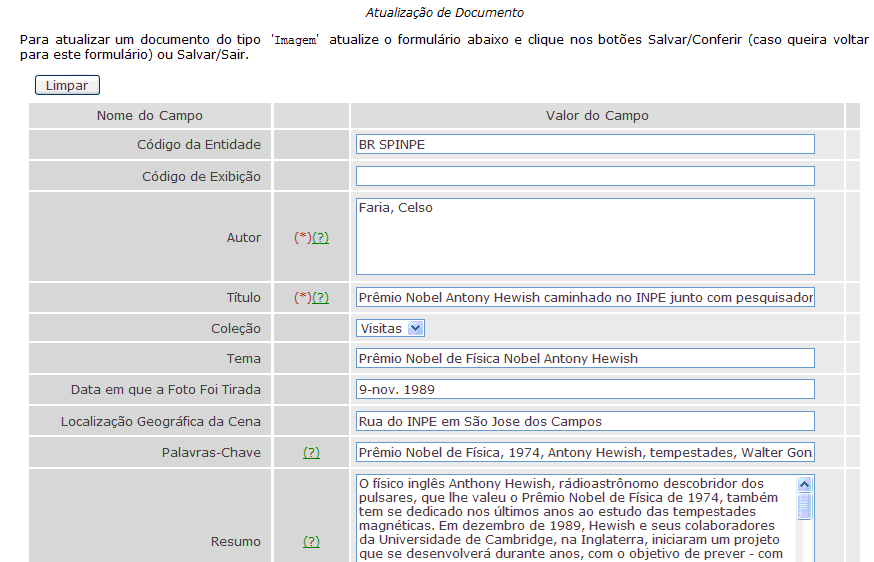 Atualização de Documento
Para atualizar um documento do tipo 'Imagem' atualize o formulário abaixo e clique nos botões Salvar/Conferir (caso queira voltar
para este formulário) ou Salvar/Sair.
Limpar
Nome do Campo Valor do Campo
Código da Entidade BR SPINPE
Código de Exibição
Autor (*)(?) Faria, Celso
Título (*)(?) Prêmio Nobel Antony Hewish caminhado no INPE junto com pesquisador
Coleção Visitas
Tema Prêmio Nobel de Física Nobel Antony Hewish
Data em que a Foto Foi Tirada 9-nov. 1989
Localização Geográfica da Cena Rua do INPE em São Jose dos Campos
Palavras-Chave (?) Prêmio Nobel de Física, 1974, Antony Hewish, tempestades, Walter Gon
Resumo (?) O físico inglês Anthony Hewish, rádioastrônomo descobridor dos
pulsares, que lhe valeu o Prêmio Nobel de Física de 1974, também
tem se dedicado nos últimos anos ao estudo das tempestades
magnéticas. Em dezembro de 1989, Hewish e seus colaboradores
da Universidade de Cambridge, na Inglaterra, iniciaram um projeto
que se desenvolverá durante anos, com o objetivo de prever - com